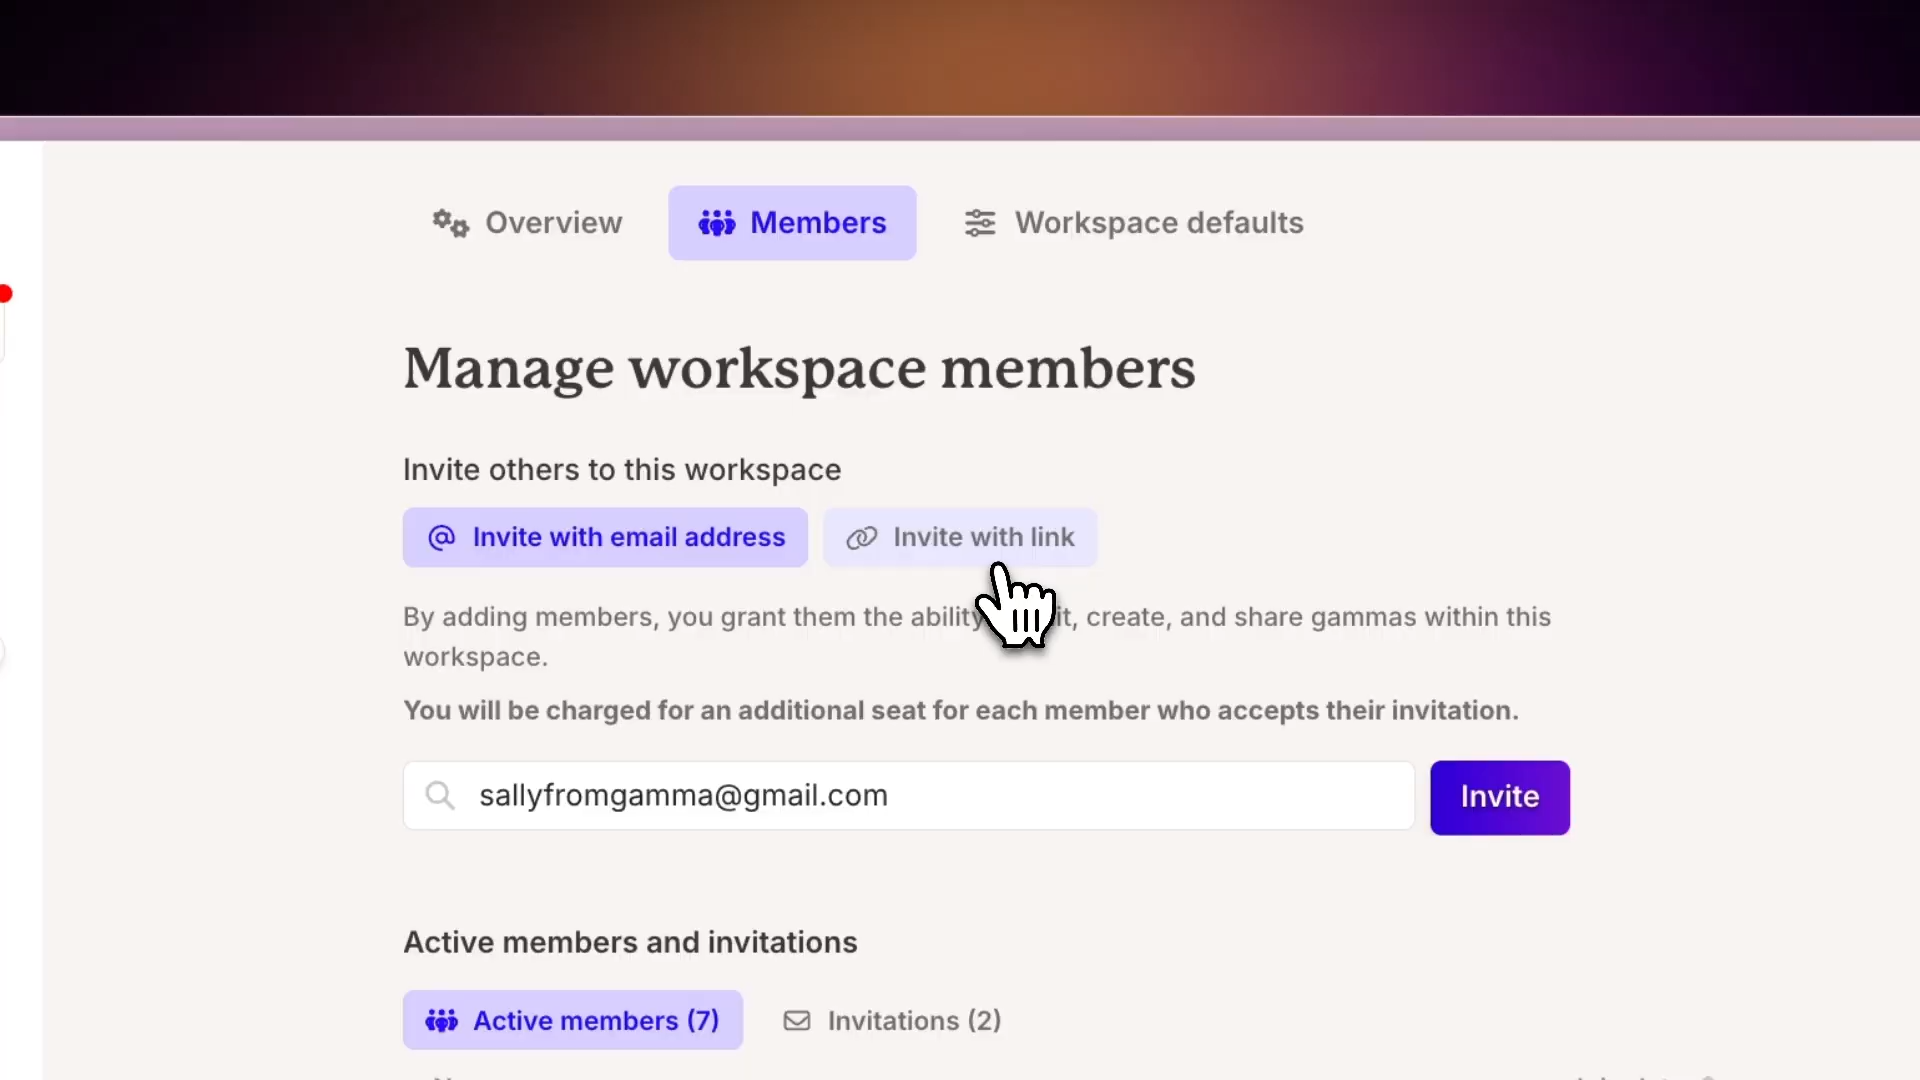 Overview
Members
Workspace defaults
Manage workspace members
Invite others to this workspace
Invite with email address
Invite with link
By adding members, you grant them the ability it, create, and share gammas within this
workspace.
You will be charged for an additional seat for each member who accepts their invitation.
sallyfromgamma@gmail.com
Invite
Active members and invitations
Active members (7)
Invitations (2)